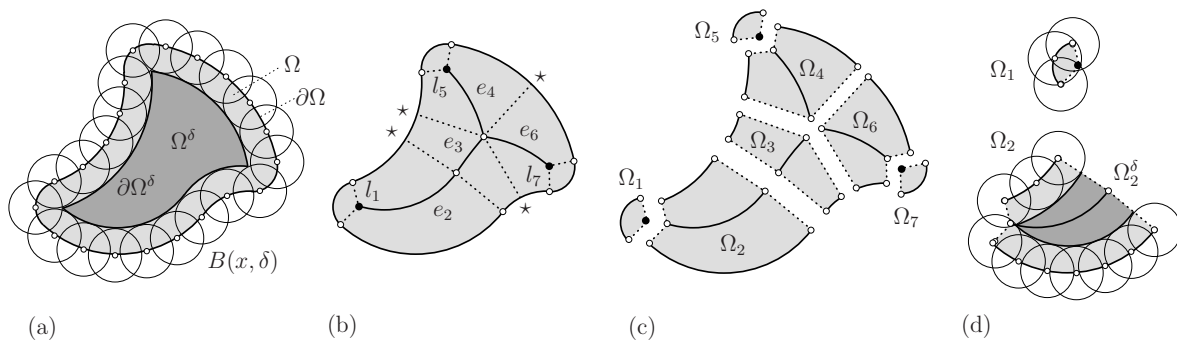 Ω
∂Ω
Ω^δ
∂Ω^δ
B(x, δ)
(a)
⋆
l_5
e_4
⋆
⋆
e_3
e_6
l_1
l_7
e_2
⋆
(b)
Ω_5
Ω_4
Ω_3
Ω_6
Ω_1
Ω_2
Ω_7
(c)
Ω_1
Ω_2
Ω_2^δ
(d)